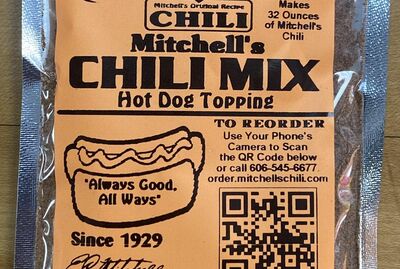 Mitchell's Original Recipe
CHILI
Makes
32 Ounces
of Mitchell's
Chili
Mitchell's
CHILI MIX
Hot Dog Topping
TO REORDER
Use Your Phone's
Camera to Scan
the QR Code below
or call 606-545-6677.
order.mitchellschili.com
"Always Good,
All Ways"
Since 1929